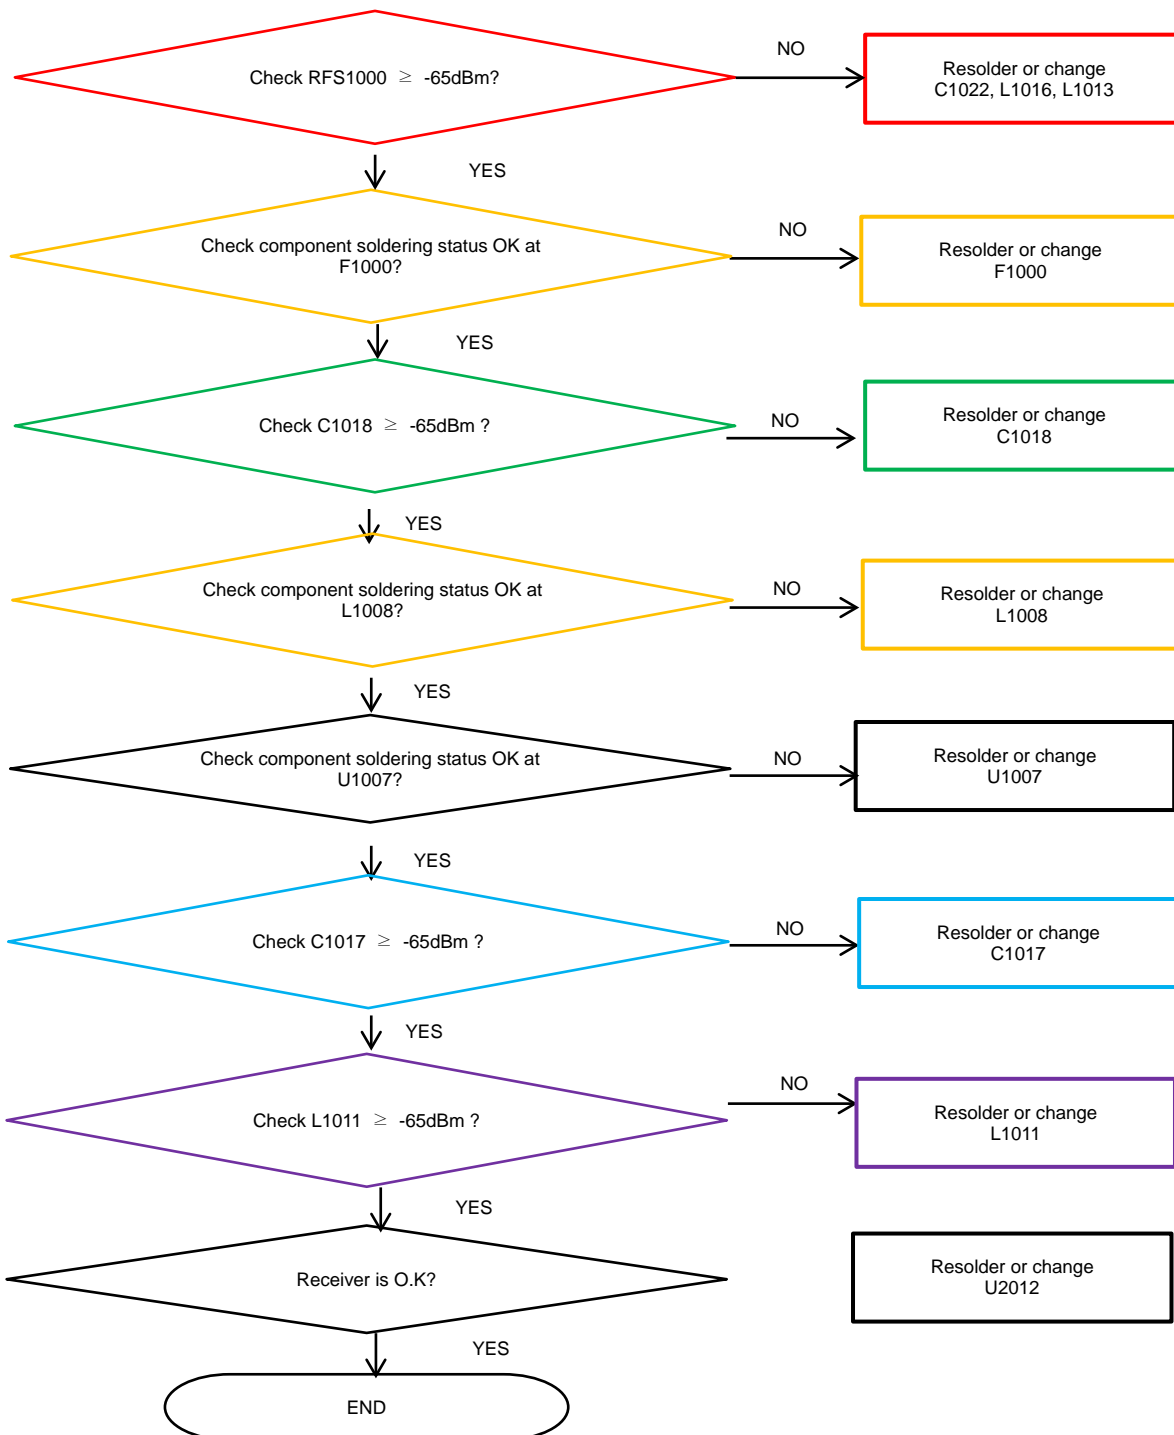 Check RFS1000 ≥ -65dBm?
NO
Resolder or change
C1022, L1016, L1013
YES
Check component soldering status OK at
F1000?
NO
Resolder or change
F1000
YES
Check C1018 ≥ -65dBm ?
NO
Resolder or change
C1018
YES
Check component soldering status OK at
L1008?
NO
Resolder or change
L1008
YES
Check component soldering status OK at
U1007?
NO
Resolder or change
U1007
YES
Check C1017 ≥ -65dBm ?
NO
Resolder or change
C1017
YES
Check L1011 ≥ -65dBm ?
NO
Resolder or change
L1011
YES
Receiver is O.K?
Resolder or change
U2012
YES
END